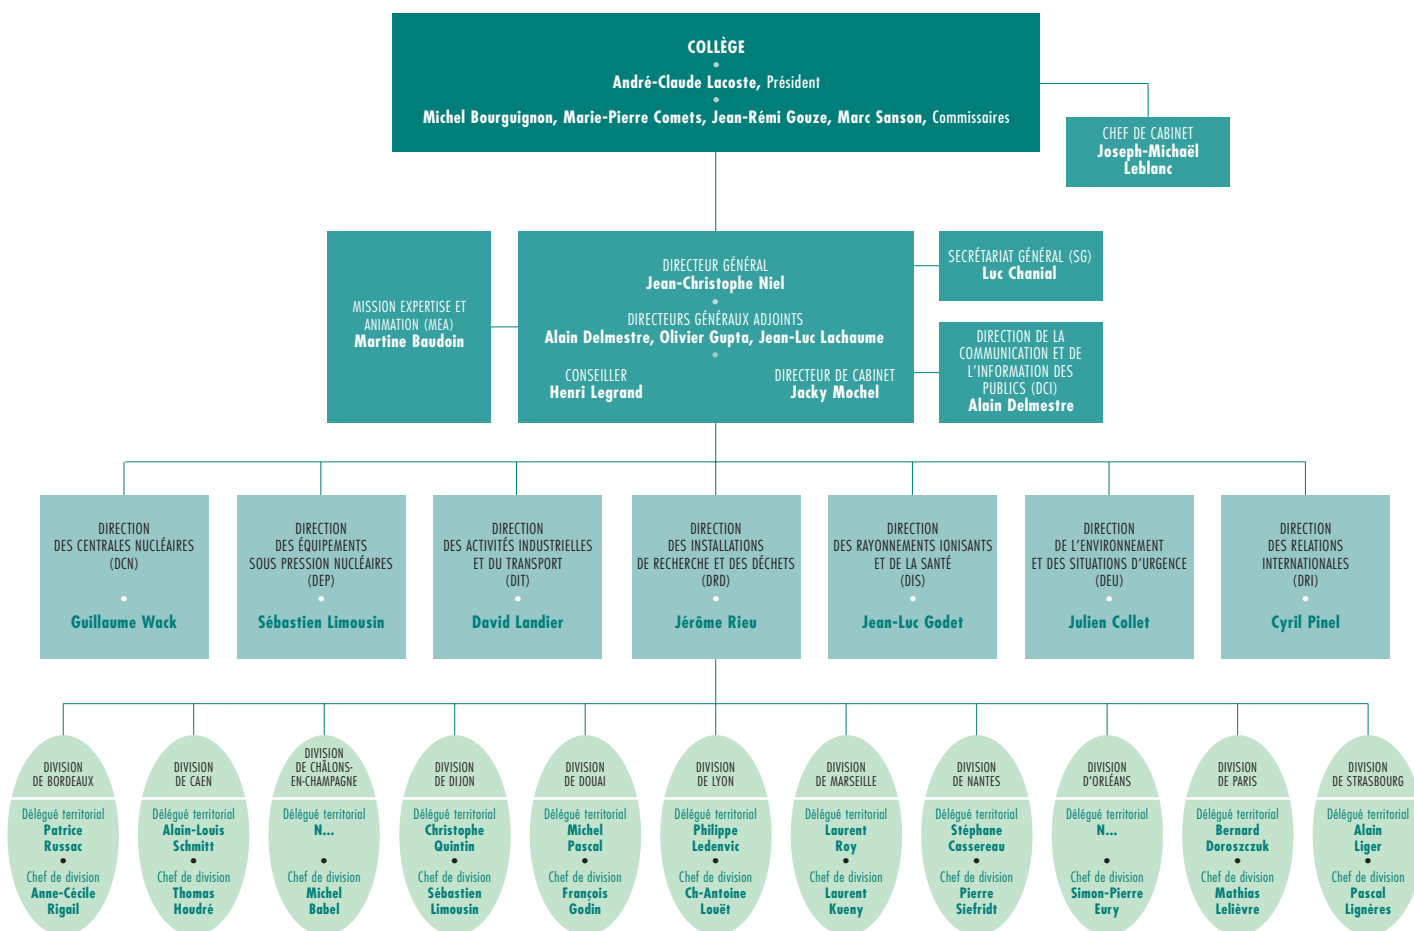 COLLÈGE
André-Claude Lacoste, Président
Michel Bourguignon, Marie-Pierre Comets, Jean-Rémi Gouze, Marc Sanson, Commissaires
CHEF DE CABINET
Joseph-Michaël
Leblanc
MISSION EXPERTISE ET
ANIMATION (MEA)
Martine Baudoin
DIRECTEUR GÉNÉRAL
Jean-Christophe Niel
DIRECTEURS GÉNÉRAUX ADJOINTS
Alain Delmestre, Olivier Gupta, Jean-Luc Lachaume
CONSEILLER
Henri Legrand
DIRECTEUR DE CABINET
Jacky Mochel
SECRÉTARIAT GÉNÉRAL (SG)
Luc Chanial
DIRECTION DE LA
COMMUNICATION ET DE
L'INFORMATION DES
PUBLICS (DCI)
Alain Delmestre
DIRECTION
DES CENTRALES NUCLÉAIRES
(DCN)
Guillaume Wack
DIRECTION
DES ÉQUIPEMENTS
SOUS PRESSION NUCLÉAIRES
(DEP)
Sébastien Limousin
DIRECTION
DES ACTIVITÉS INDUSTRIELLES
ET DU TRANSPORT
(DIT)
David Landier
DIRECTION
DES INSTALLATIONS
DE RECHERCHE ET DES DÉCHETS
(DRD)
Jérôme Rieu
DIRECTION
DES RAYONNEMENTS IONISANTS
ET DE LA SANTÉ
(DIS)
Jean-Luc Godet
DIRECTION
DE L'ENVIRONNEMENT
ET DES SITUATIONS D'URGENCE
(DEU)
Julien Collet
DIRECTION
DES RELATIONS
INTERNATIONALES
(DRI)
Cyril Pinel
DIVISION
DE BORDEAUX
Délégué territorial
Patrice
Russac
Chef de division
Anne-Cécile
Rigail
DIVISION
DE CAEN
Délégué territorial
Alain-Louis
Schmitt
Chef de division
Thomas
Houdré
DIVISION
DE CHÂLONS-
EN-CHAMPAGNE
Délégué territorial
N...
Chef de division
Michel
Babel
DIVISION
DE DIJON
Délégué territorial
Christophe
Quintin
Chef de division
Sébastien
Limousin
DIVISION
DE DOUAI
Délégué territorial
Michel
Pascal
Chef de division
François
Godin
DIVISION
DE LYON
Délégué territorial
Philippe
Ledenvic
Chef de division
Ch-Antoine
Louët
DIVISION
DE MARSEILLE
Délégué territorial
Laurent
Roy
Chef de division
Laurent
Kueny
DIVISION
DE NANTES
Délégué territorial
Stéphane
Cassereau
Chef de division
Pierre
Siefridt
DIVISION
D'ORLÉANS
Délégué territorial
N...
Chef de division
Simon-Pierre
Eury
DIVISION
DE PARIS
Délégué territorial
Bernard
Doroszczuk
Chef de division
Mathias
Lelièvre
DIVISION
DE STRASBOURG
Délégué territorial
Alain
Liger
Chef de division
Pascal
Lignères